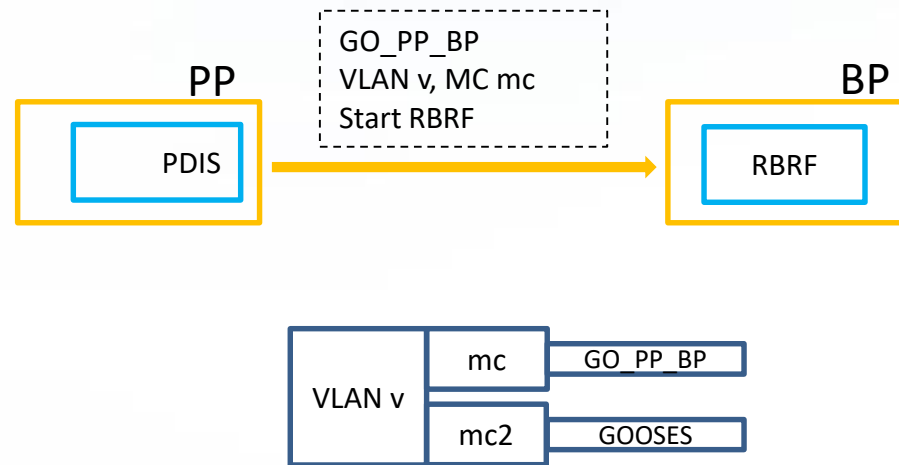 GO_PP_BP
VLAN v, MC mc
Start RBRF
PP
BP
PDIS
RBRF
VLAN v
mc
GO_PP_BP
mc2
GOOSES